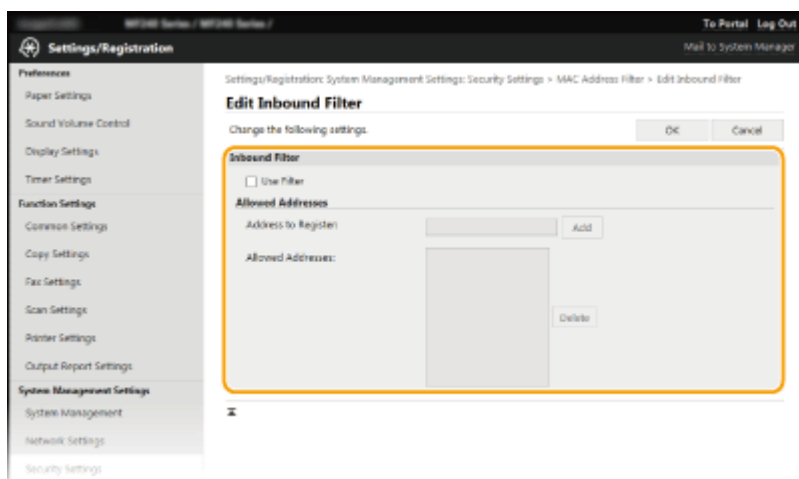 MF240 Series / MF240 Series /
To Portal Log Out
Settings/Registration
Mail to System Manager
Preferences
Paper Settings
Sound Volume Control
Display Settings
Timer Settings
Function Settings
Common Settings
Copy Settings
Fax Settings
Scan Settings
Printer Settings
Output Report Settings
System Management Settings
System Management
Network Settings
Security Settings
Settings/Registration: System Management Settings: Security Settings > MAC Address Filter > Edit Inbound Filter
Edit Inbound Filter
Change the following settings.
OK
Cancel
Inbound Filter
Use Filter
Allowed Addresses
Address to Register:
Add
Allowed Addresses:
Delete